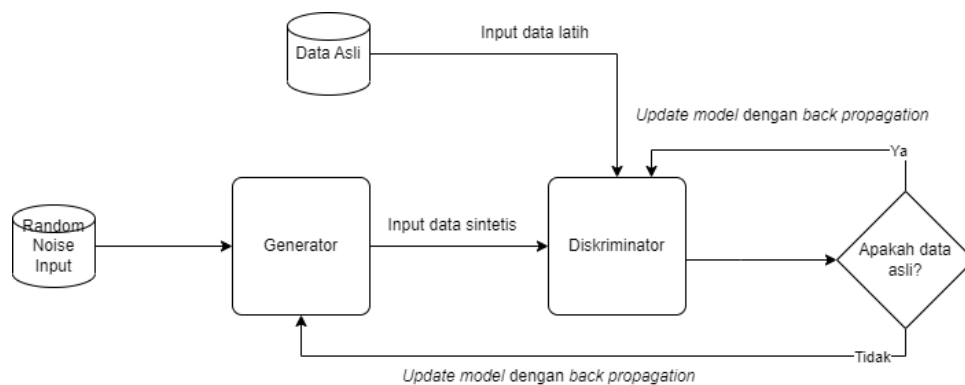 Input data latih
Data Asli
Update model dengan back propagation
Ya
Random
Noise
Input
Generator
Input data sintetis
Diskriminator
Apakah data
asli?
Tidak
Update model dengan back propagation